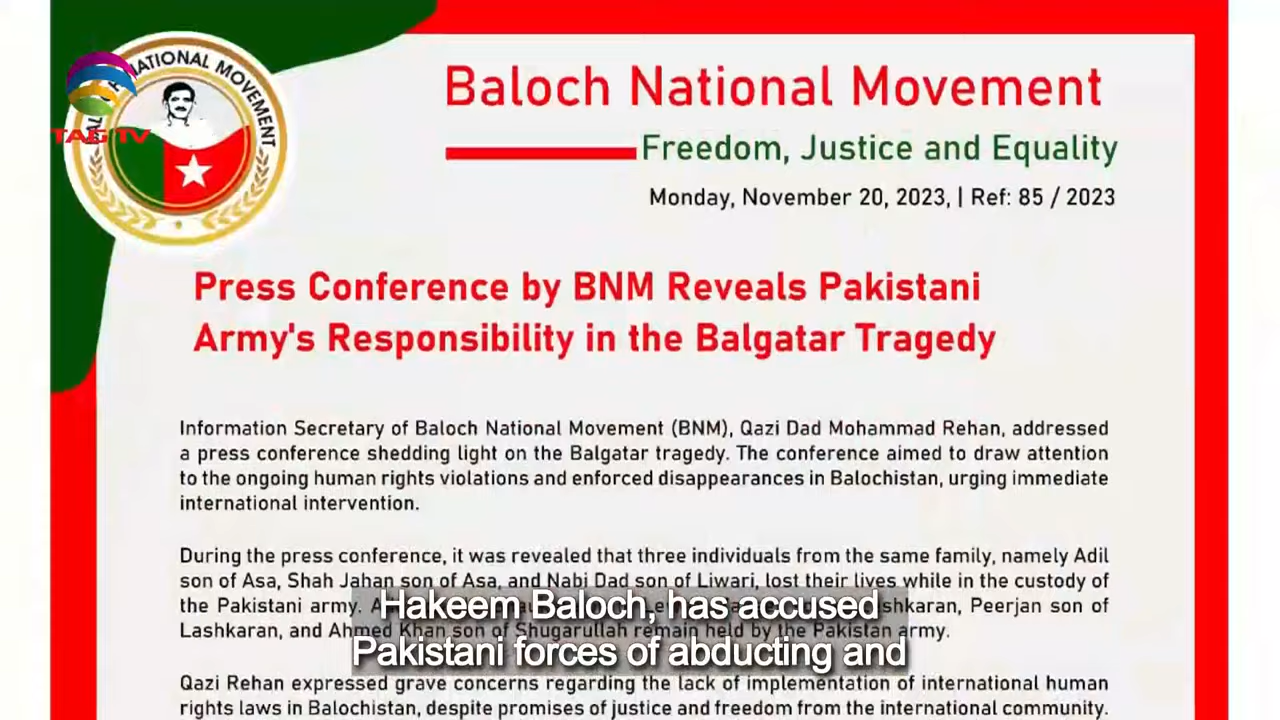 NATIONAL MOVEMENT
TAG TV
Baloch National Movement
Freedom, Justice and Equality
Monday, November 20, 2023, | Ref: 85 / 2023
Press Conference by BNM Reveals Pakistani
Army's Responsibility in the Balgatar Tragedy
Information Secretary of Baloch National Movement (BNM), Qazi Dad Mohammad Rehan, addressed
a press conference shedding light on the Balgatar tragedy. The conference aimed to draw attention
to the ongoing human rights violations and enforced disappearances in Balochistan, urging immediate
international intervention.
During the press conference, it was revealed that three individuals from the same family, namely Adil
son of Asa, Shah Jahan son of Asa, and Nabi Dad son of Liwari, lost their lives while in the custody of
the Pakistani army. Peerjan son of
Lashkaran, and Ahmed Khan son of Shugarullah remain held by the Pakistan army.
Hakeem Baloch, has accused
Pakistani forces of abducting and
Qazi Rehan expressed grave concerns regarding the lack of implementation of international human
rights laws in Balochistan, despite promises of justice and freedom from the international community.